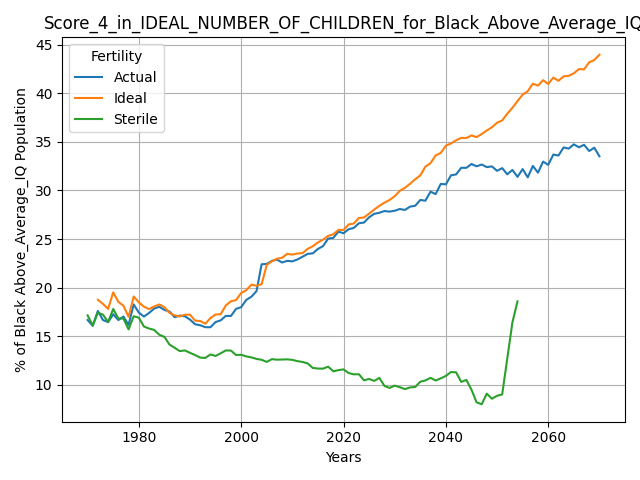 Score_4_in_IDEAL_NUMBER_OF_CHILDREN_for_Black_Above_Average_IQ
45
40
35
30
25
20
15
10
% of Black Above_Average_IQ Population
Fertility
Actual
Ideal
Sterile
1980
2000
2020
2040
2060
Years